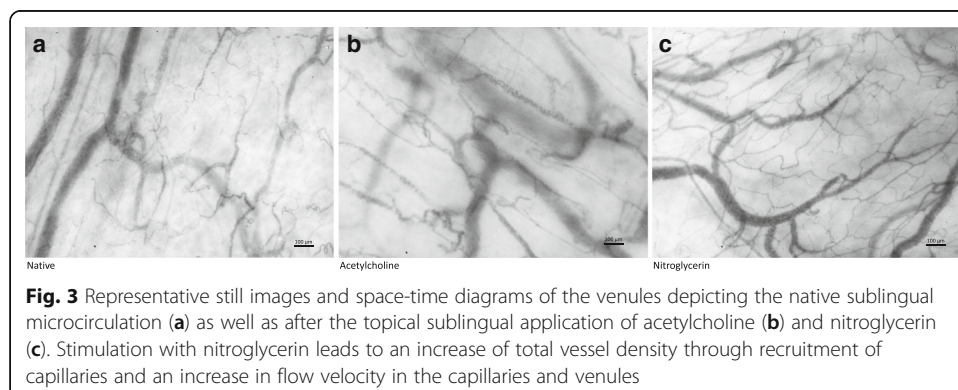 a b c
100 µm 100 µm 100 µm
Native Acetylcholine Nitroglycerin
Fig. 3 Representative still images and space-time diagrams of the venules depicting the native sublingual
microcirculation (a) as well as after the topical sublingual application of acetylcholine (b) and nitroglycerin
(c). Stimulation with nitroglycerin leads to an increase of total vessel density through recruitment of
capillaries and an increase in flow velocity in the capillaries and venules